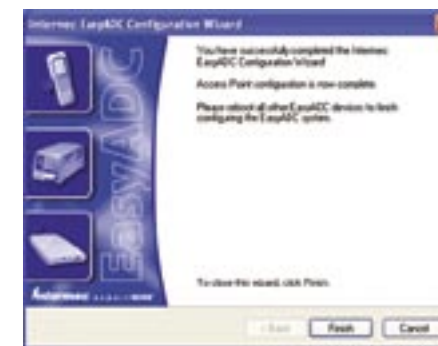 Intermec EasyADC Configuration Wizard
You have successfully completed the Intermec
EasyADC Configuration Wizard
Access Point configuration is now complete.
Please reboot all other EasyADC devices to finish
configuring the EasyADC system.
EasyADC
To close this wizard, click Finish.
Intermec
< Back
Finish
Cancel